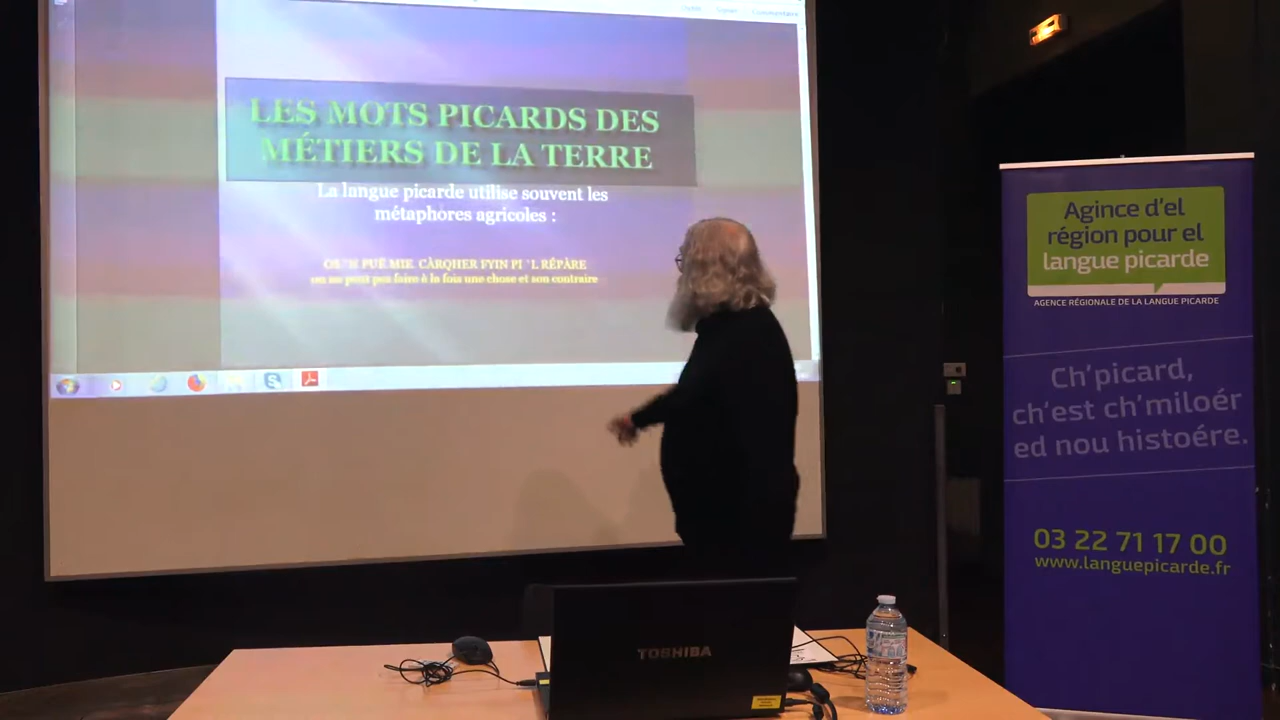 LES MOTS PICARDS DES
MÉTIERS DE LA TERRE
La langue picarde utilise souvent les
métaphores agricoles :
PUÉ MIE CÀRQHER FYIN PI `L RÉPÀRE
on ne peut pas faire à la fois une chose et son contraire
Agince d'el
région pour el
langue picarde
AGENCE RÉGIONALE DE LA LANGUE PICARDE
Ch'picard,
ch'est ch'miloér
ed nou histoére.
03 22 71 17 00
www.languepicarde.fr
TOSHIBA